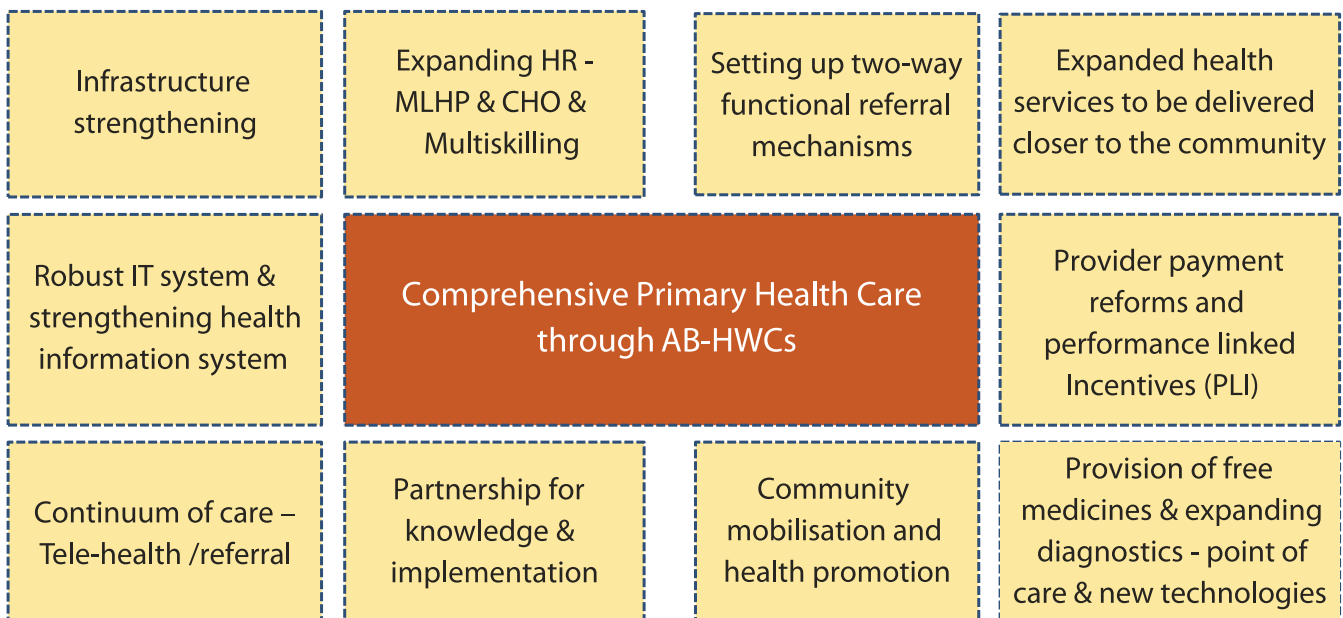 Infrastructure
strengthening
Expanding HR -
MLHP & CHO &
Multiskilling
Setting up two-way
functional referral
mechanisms
Expanded health
services to be delivered
closer to the community
Robust IT system &
strengthening health
information system
Comprehensive Primary Health Care
through AB-HWCs
Provider payment
reforms and
performance linked
Incentives (PLI)
Continuum of care –
Tele-health /referral
Partnership for
knowledge &
implementation
Community
mobilisation and
health promotion
Provision of free
medicines & expanding
diagnostics - point of
care & new technologies